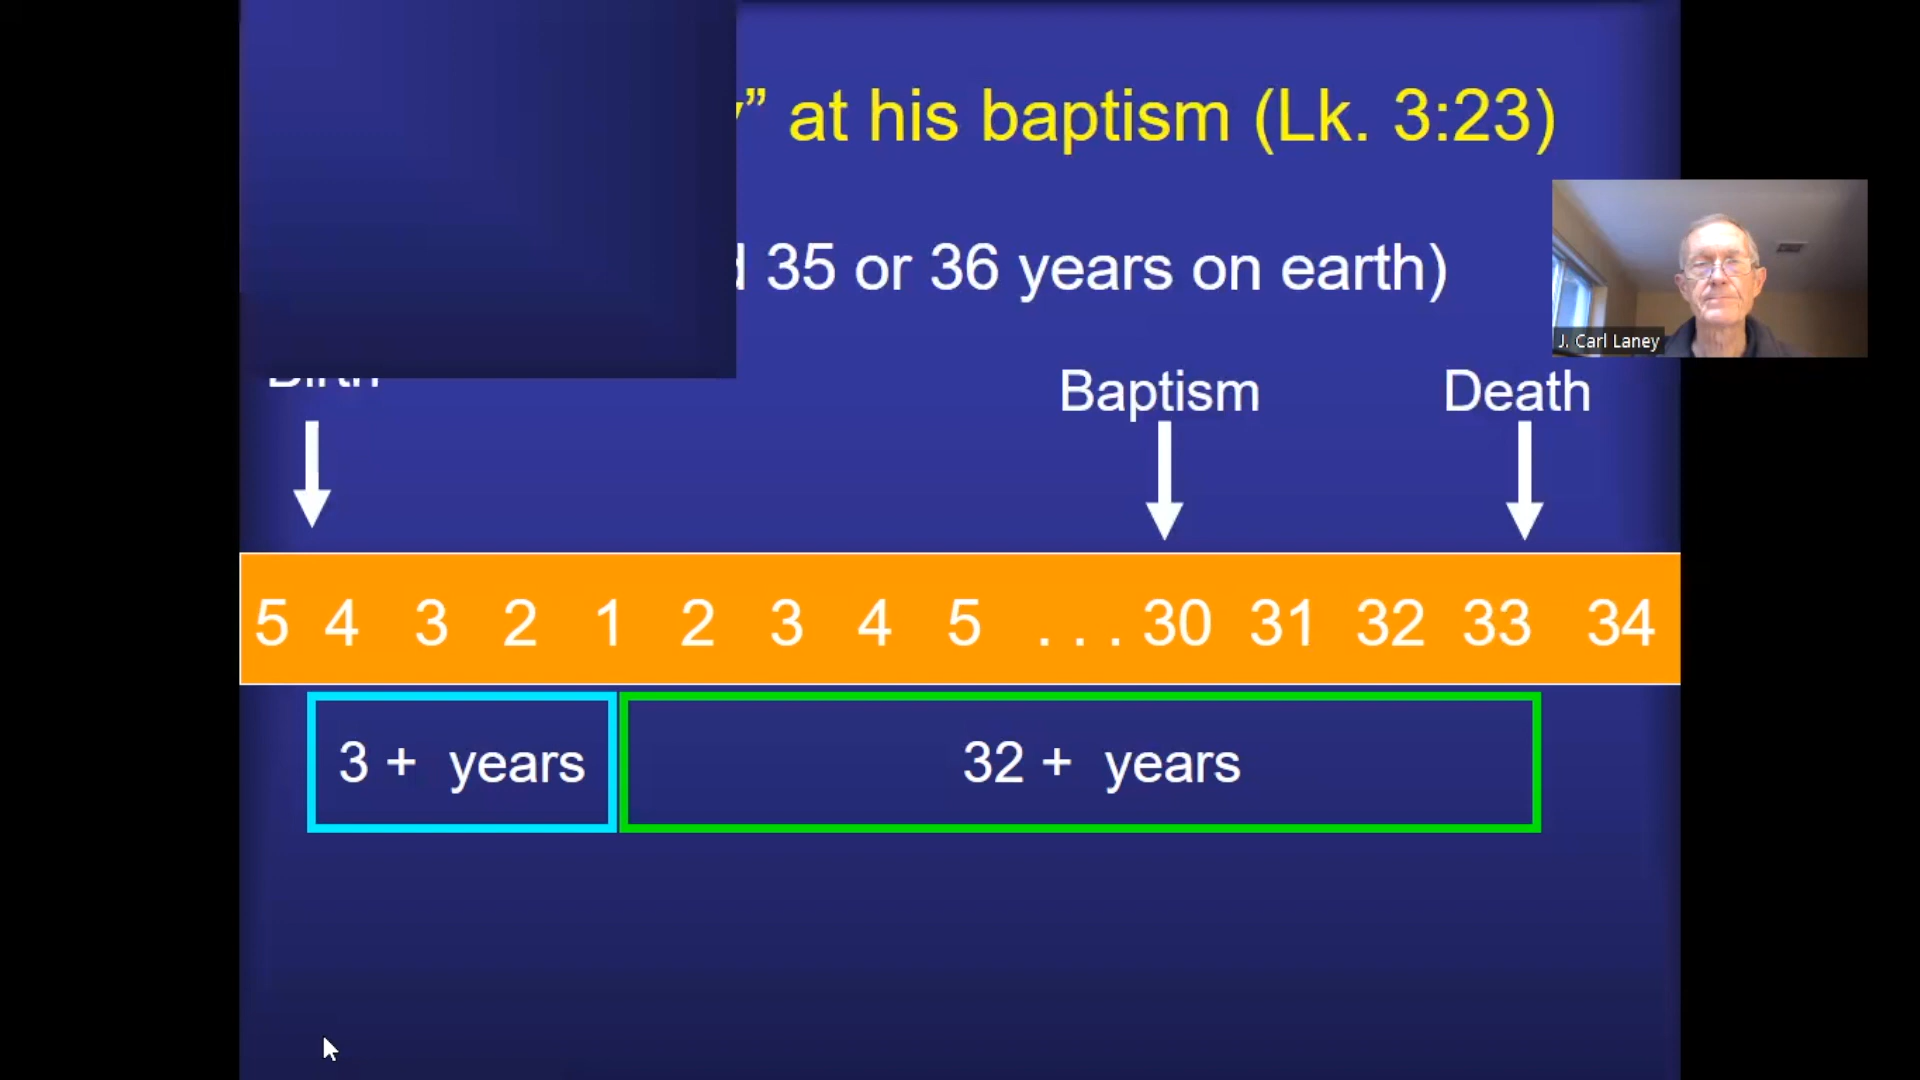 ” at his baptism (Lk. 3:23)
35 or 36 years on earth)
J. Carl Laney
Birth Baptism Death
5 4 3 2 1 2 3 4 5 . . . 30 31 32 33 34
3 + years 32 + years